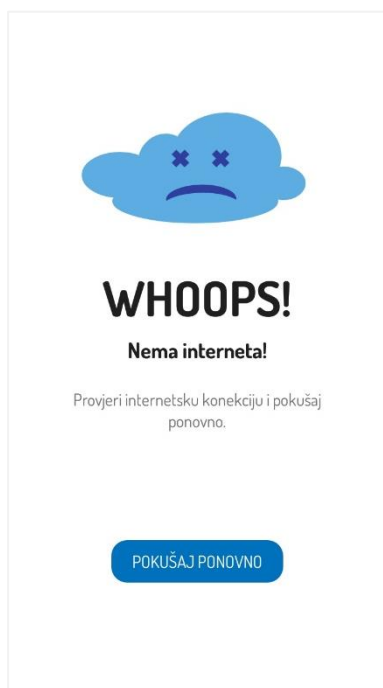 WHOOPS!
Nema interneta!
Provjeri internetsku konekciju i pokušaj
ponovno.
POKUŠAJ PONOVNO